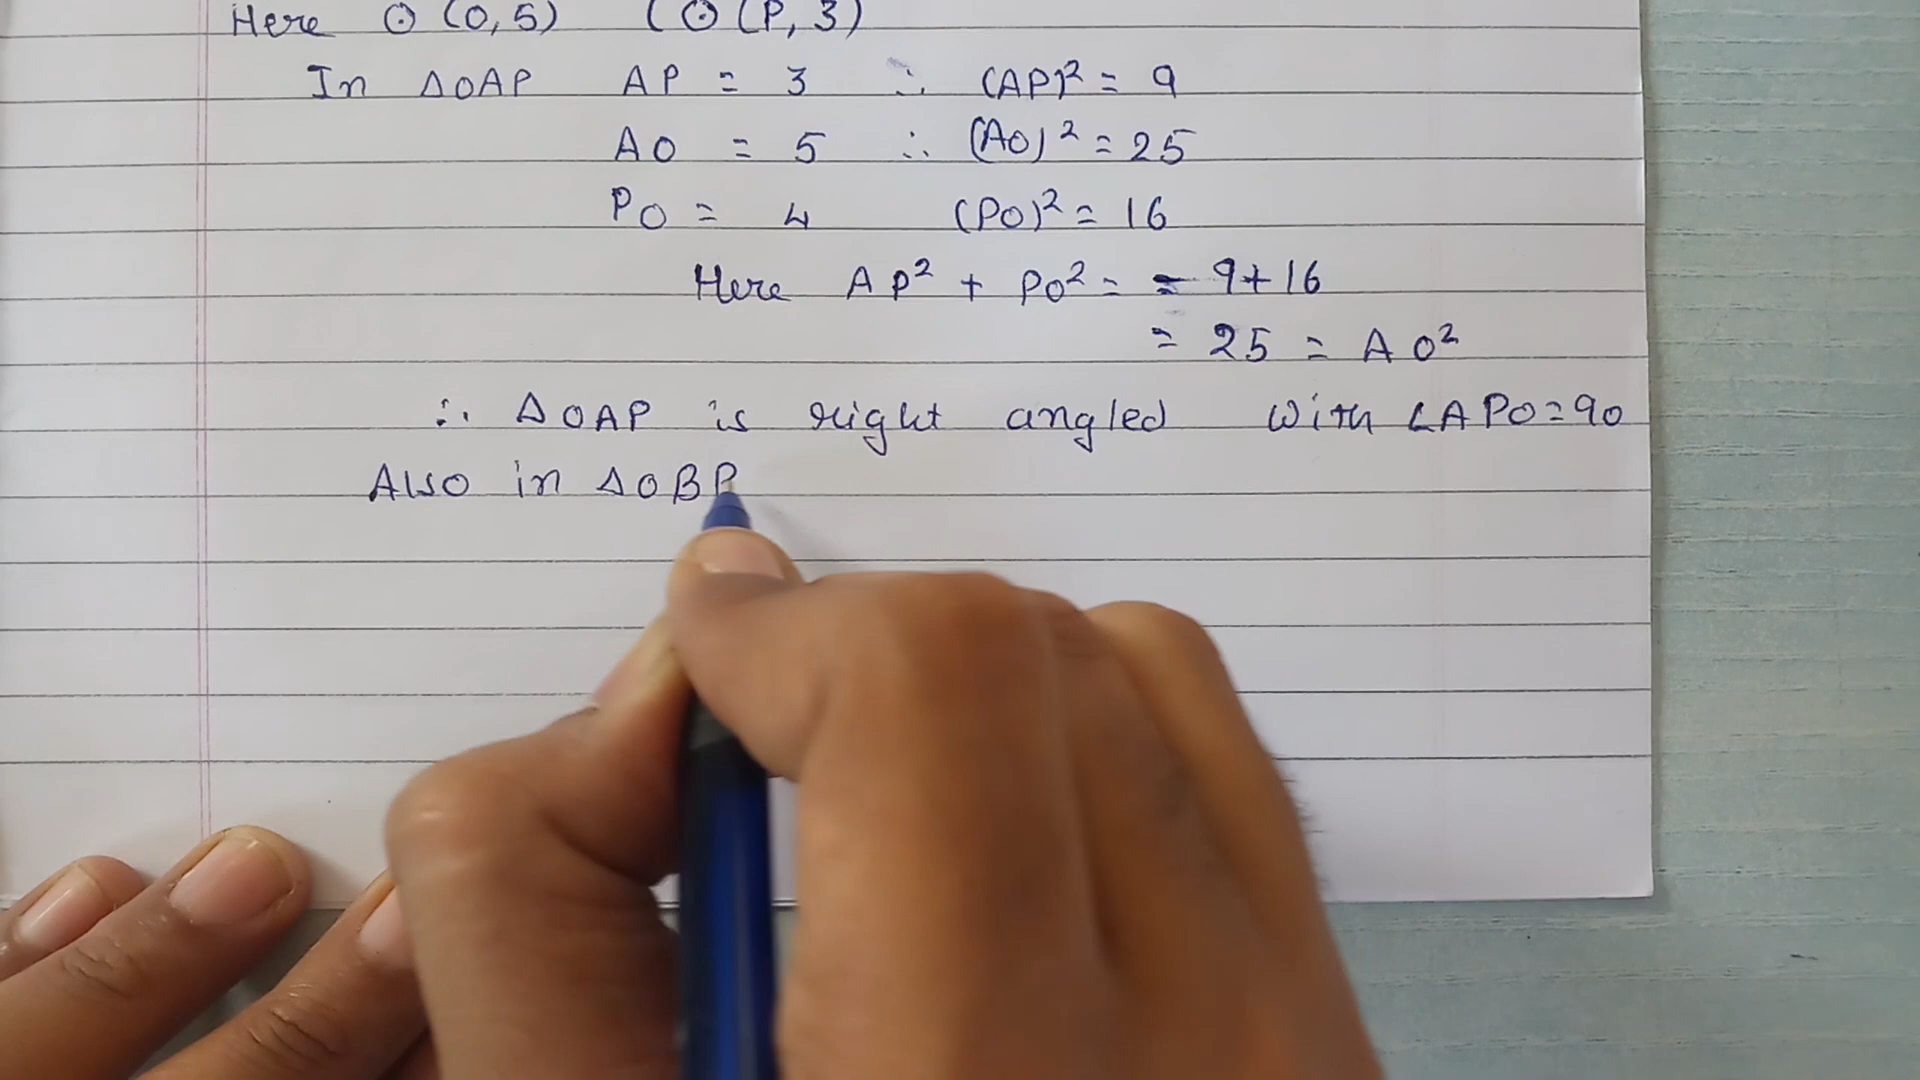 Here ⊙ (O, 5) (⊙ (P, 3)
In ΔOAP AP = 3 ∴ (AP)² = 9
AO = 5 ∴ (AO)² = 25
PO = 4 (PO)² = 16
Here AP² + PO² = = 9+16
= 25 = AO²
∴ ΔOAP is right angled with ∠APO=90
Also in ΔOBP